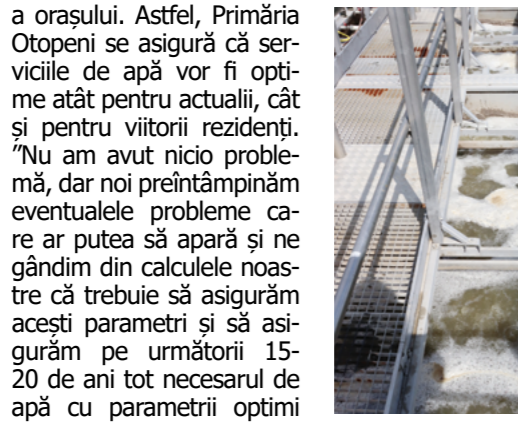 a orașului. Astfel, Primăria
Otopeni se asigură că ser-
viciile de apă vor fi opti-
me atât pentru actualii, cât
și pentru viitorii rezidenți.
”Nu am avut nicio proble-
mă, dar noi preîntâmpinăm
eventualele probleme ca-
re ar putea să apară și ne
gândim din calculele noas-
tre că trebuie să asigurăm
acești parametri și să asi-
gurăm pe următorii 15-
20 de ani tot necesarul de
apă cu parametrii optimi